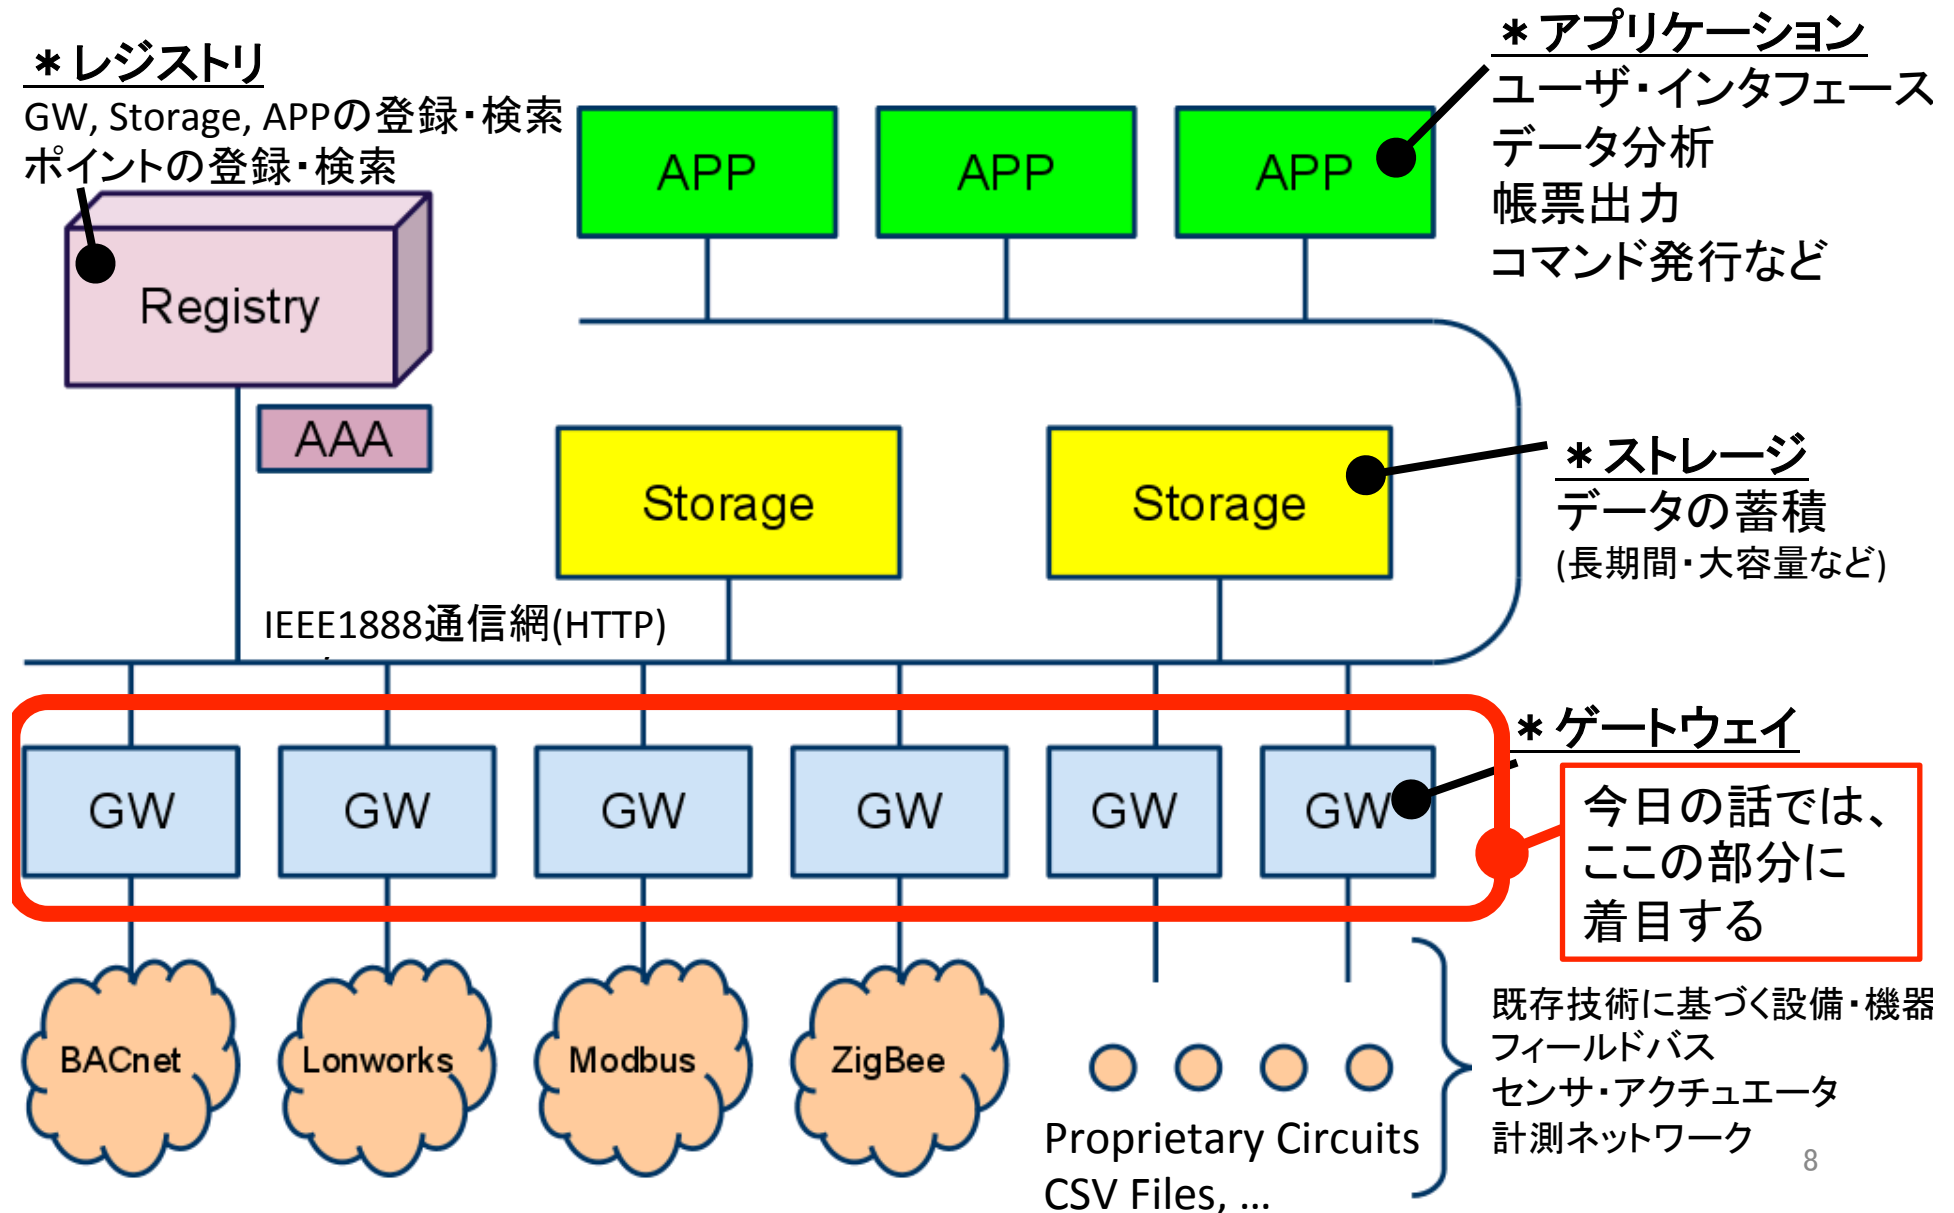 ＊レジストリ
GW, Storage, APPの登録・検索
ポイントの登録・検索
＊アプリケーション
ユーザ・インタフェース
データ分析
帳票出力
コマンド発行など
APP
APP
APP
Registry
AAA
Storage
Storage
＊ストレージ
データの蓄積
(長期間・大容量など)
IEEE1888通信網(HTTP)
＊ゲートウェイ
GW
GW
GW
GW
GW
GW
今日の話では、
ここの部分に
着目する
BACnet
Lonworks
Modbus
ZigBee
Proprietary Circuits
CSV Files, ...
既存技術に基づく設備・機器
フィールドバス
センサ・アクチュエータ
計測ネットワーク
8